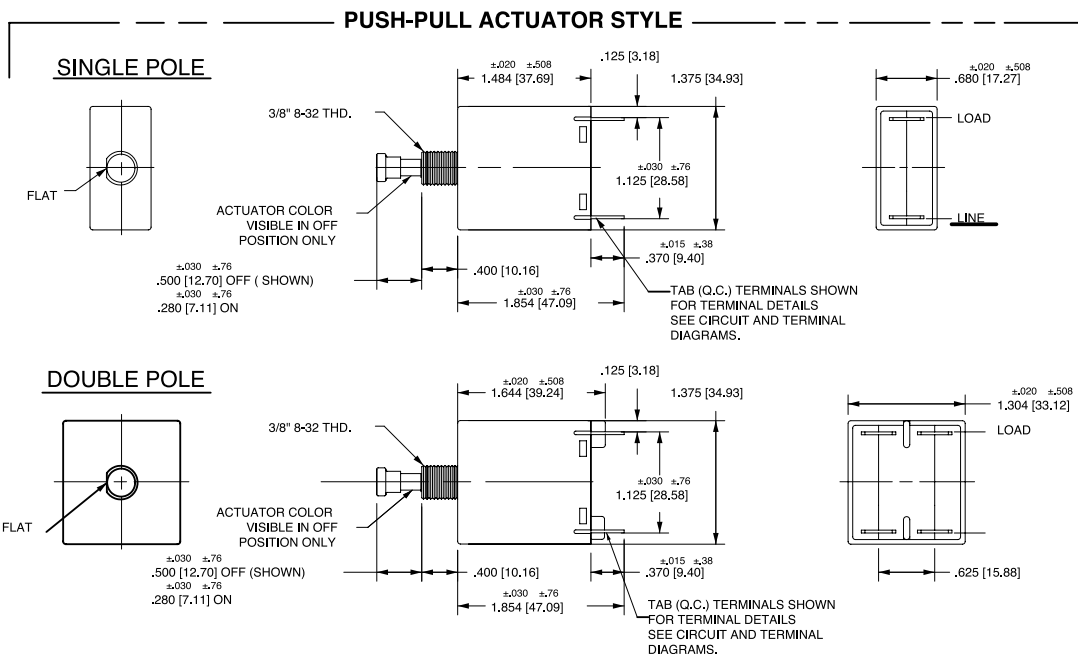 PUSH-PULL ACTUATOR STYLE
SINGLE POLE
FLAT
3/8" 8-32 THD.
ACTUATOR COLOR
VISIBLE IN OFF
POSITION ONLY
±.030 ±.76
.500 [12.70] OFF ( SHOWN)
±.030 ±.76
.280 [7.11] ON
±.020 ±.508
1.484 [37.69]
.125 [3.18]
1.375 [34.93]
±.030 ±.76
1.125 [28.58]
±.015 ±.38
.370 [9.40]
.400 [10.16]
±.030 ±.76
1.854 [47.09]
TAB (Q.C.) TERMINALS SHOWN
FOR TERMINAL DETAILS
SEE CIRCUIT AND TERMINAL
DIAGRAMS.
±.020 ±.508
.680 [17.27]
LOAD
LINE
DOUBLE POLE
FLAT
3/8" 8-32 THD.
ACTUATOR COLOR
VISIBLE IN OFF
POSITION ONLY
±.030 ±.76
.500 [12.70] OFF (SHOWN)
±.030 ±.76
.280 [7.11] ON
±.020 ±.508
1.644 [39.24]
.125 [3.18]
1.375 [34.93]
±.030 ±.76
1.125 [28.58]
±.015 ±.38
.370 [9.40]
.400 [10.16]
±.030 ±.76
1.854 [47.09]
TAB (Q.C.) TERMINALS SHOWN
FOR TERMINAL DETAILS
SEE CIRCUIT AND TERMINAL
DIAGRAMS.
±.020 ±.508
1.304 [33.12]
LOAD
.625 [15.88]